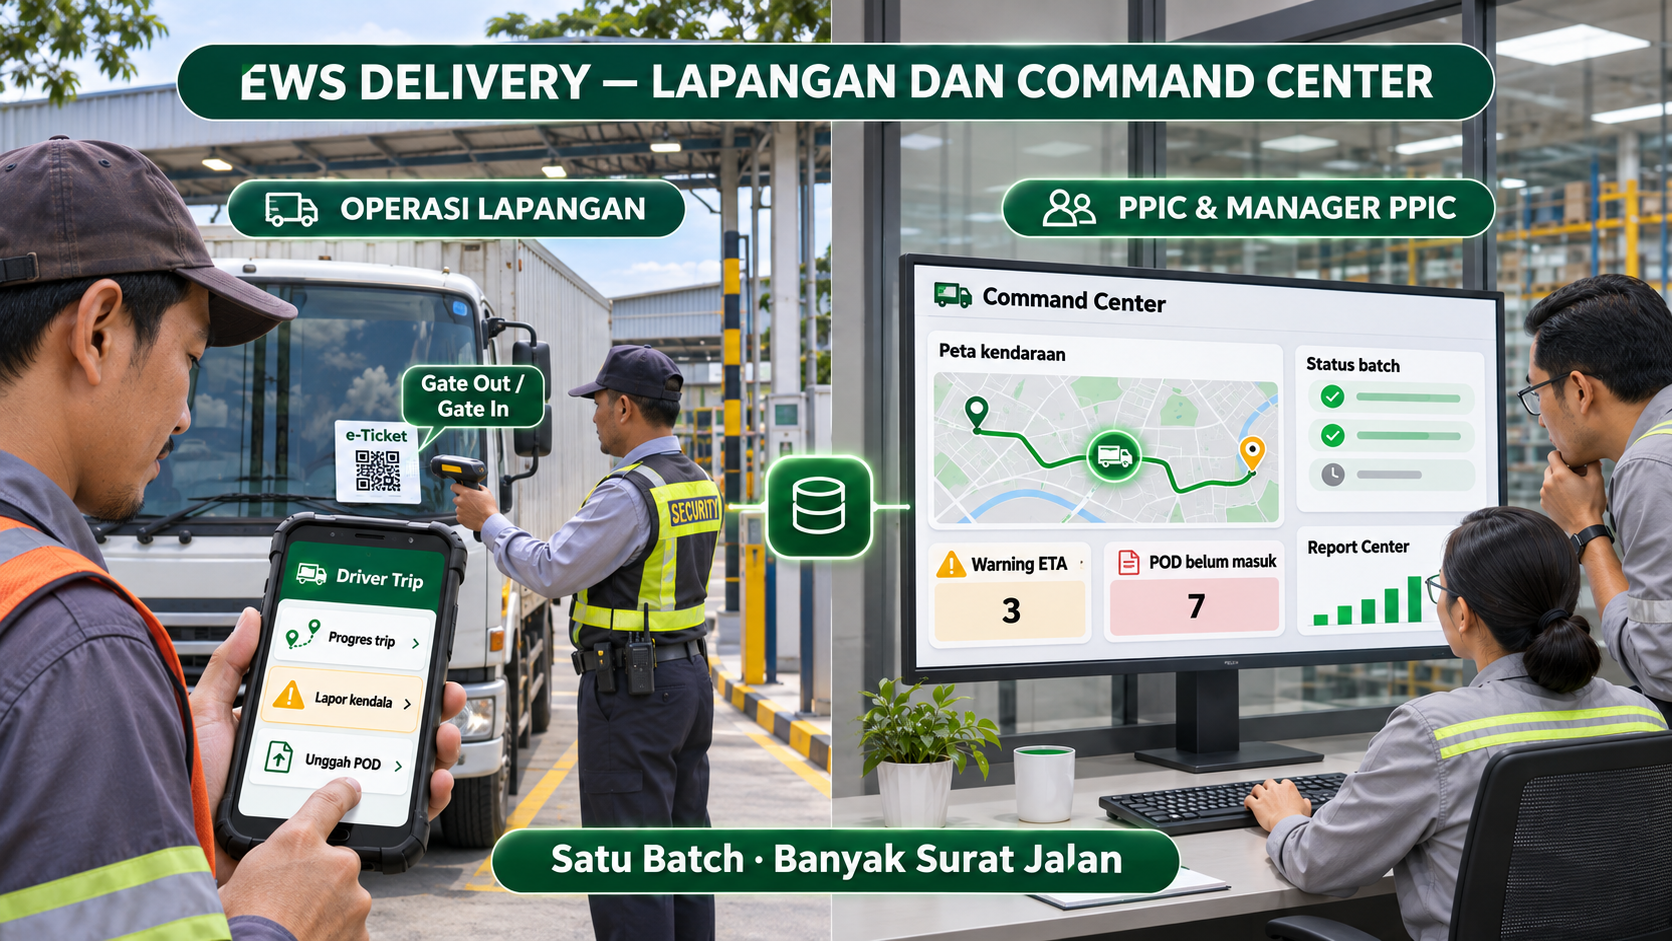 EWS DELIVERY — LAPANGAN DAN COMMAND CENTER
OPERASI LAPANGAN
PPIC & MANAGER PPIC
Gate Out /
Gate In
e-Ticket
SECURITY
Driver Trip
Progres trip
Lapor kendala
Unggah POD
Command Center
Peta kendaraan
Status batch
Warning ETA
3
POD belum masuk
7
Report Center
Satu Batch · Banyak Surat Jalan